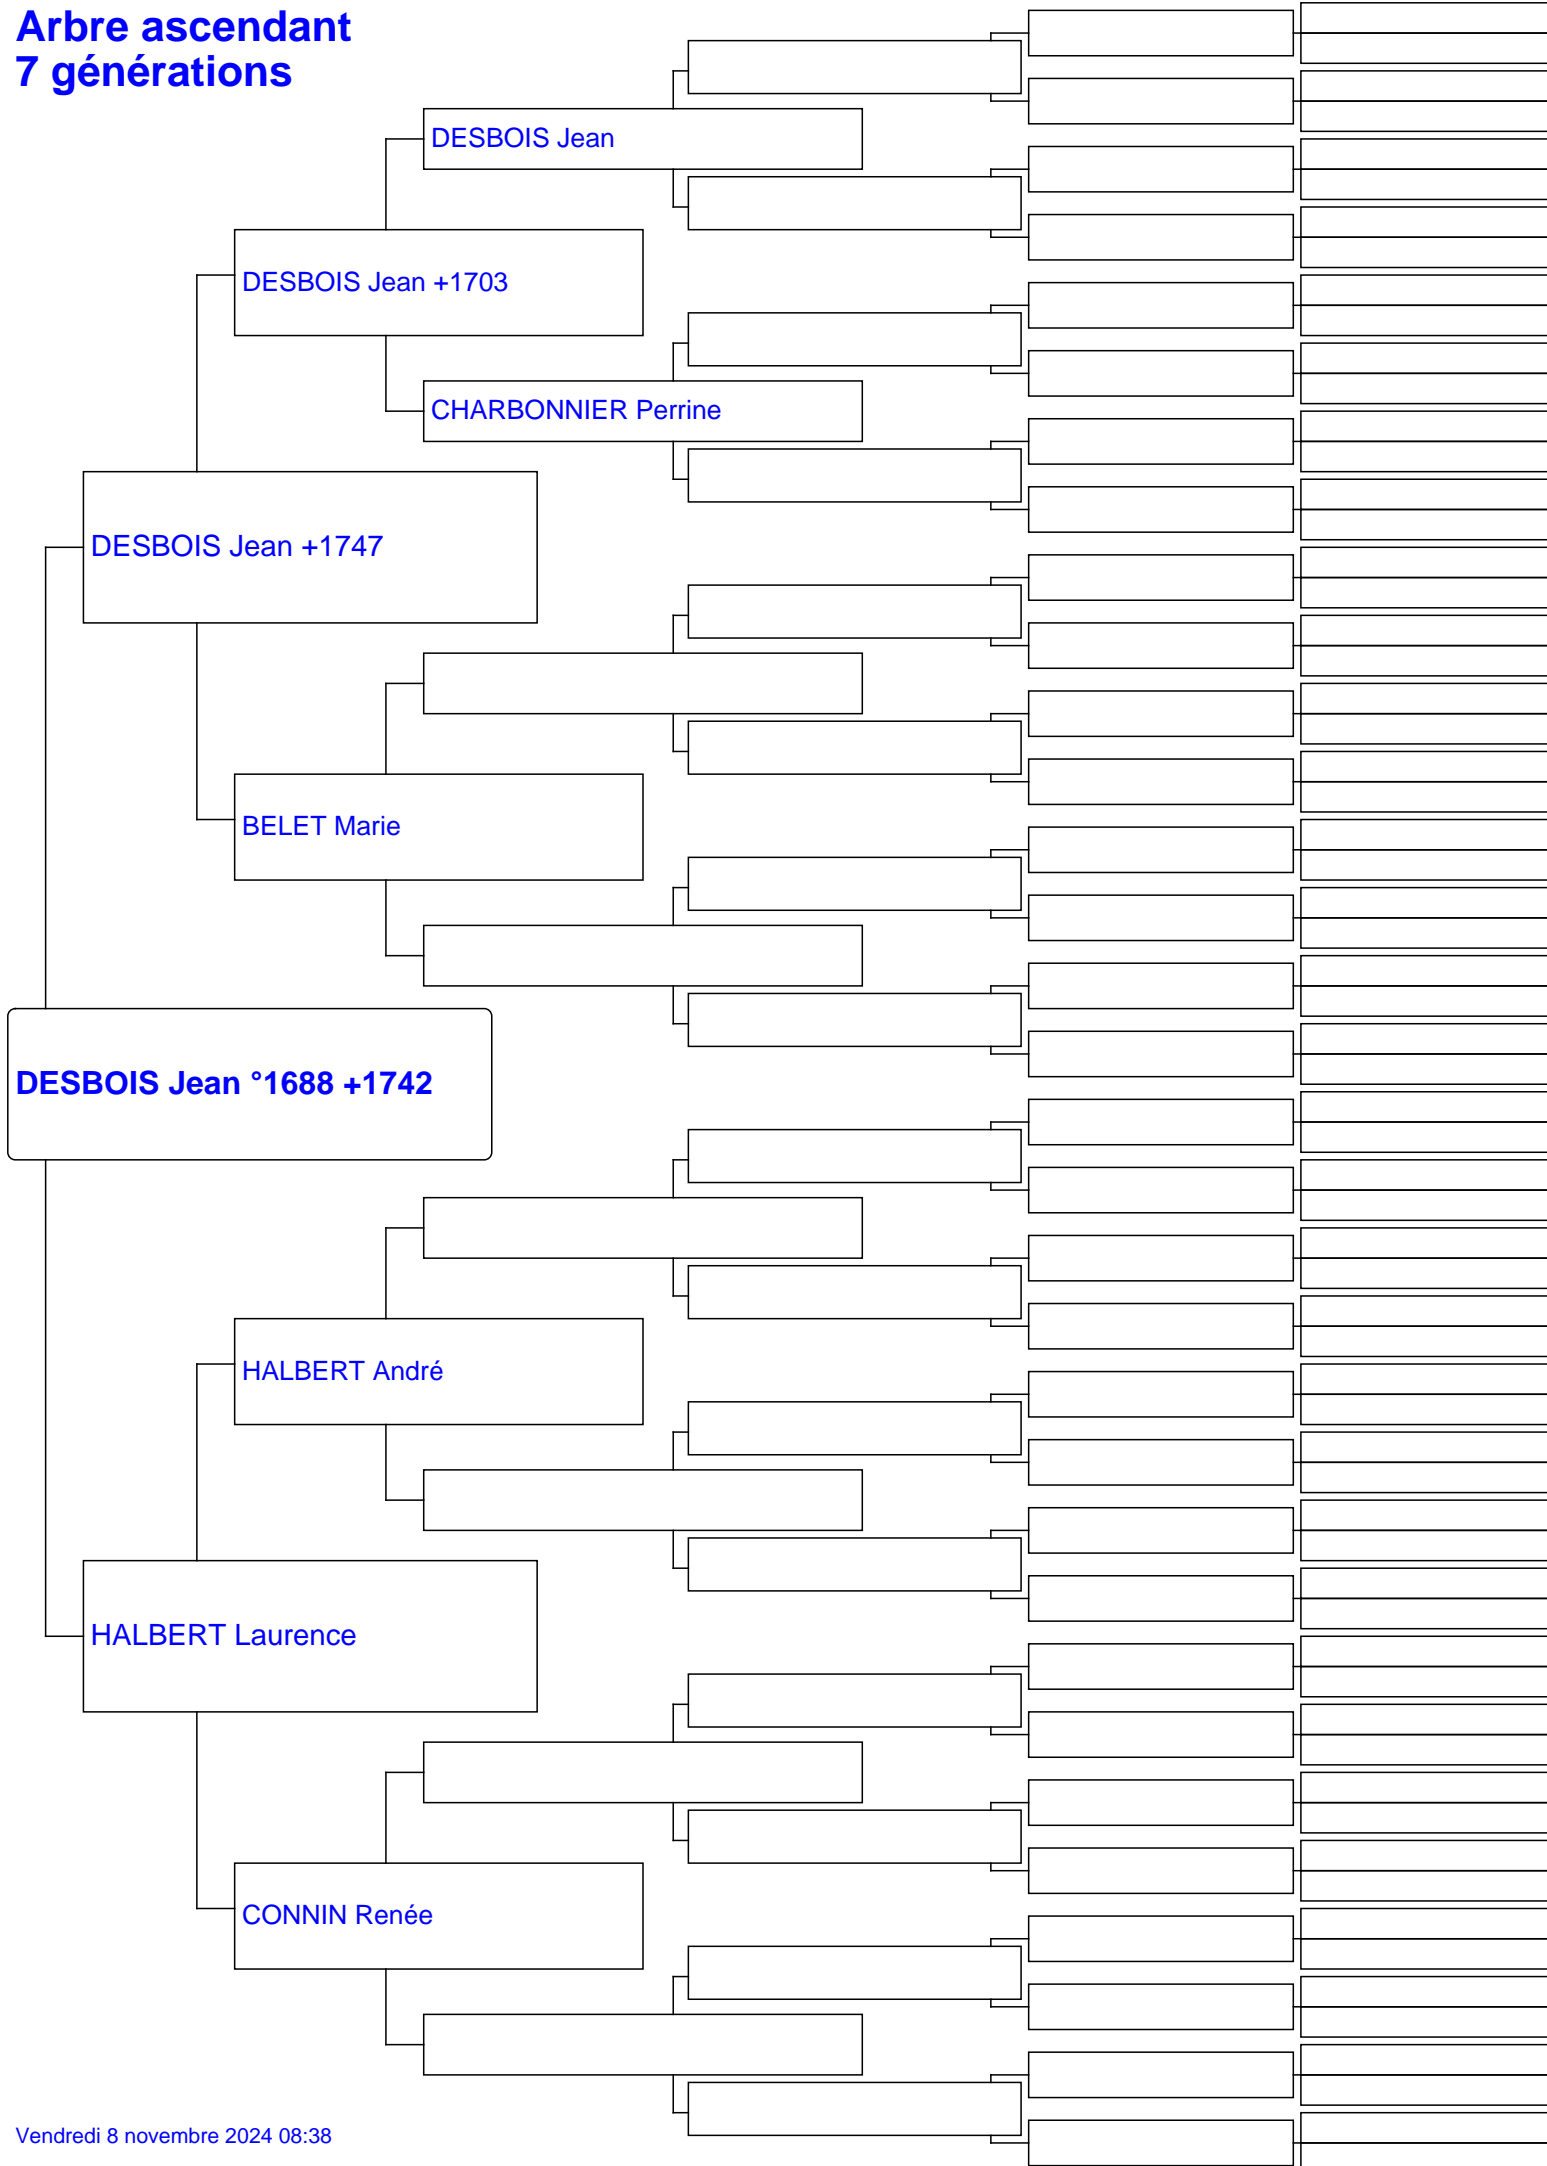 Arbre ascendant
7 générations
DESBOIS Jean
DESBOIS Jean +1703
CHARBONNIER Perrine
DESBOIS Jean +1747
BELET Marie
DESBOIS Jean °1688 +1742
HALBERT André
HALBERT Laurence
CONNIN Renée
Vendredi 8 novembre 2024 08:38